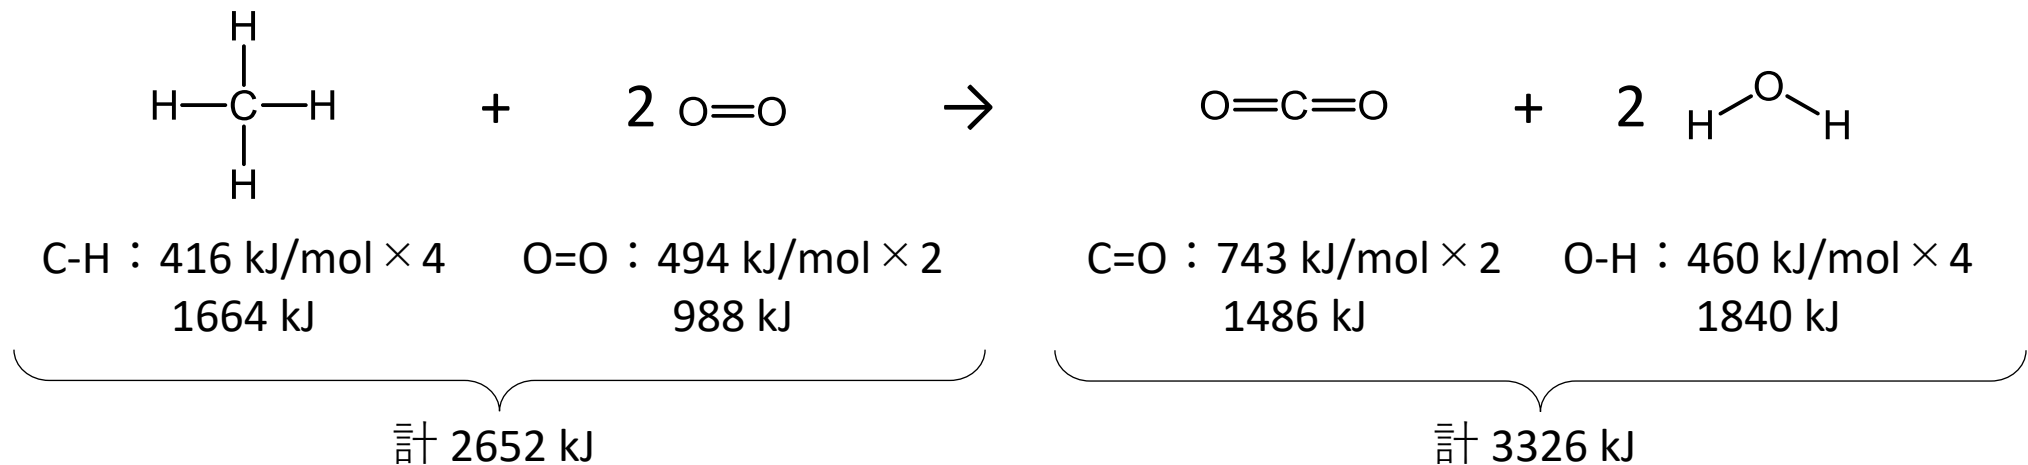 H
H C H + 2 O=O → O=C=O + 2 H O H
H
C-H：416 kJ/mol×4 O=O：494 kJ/mol×2 C=O：743 kJ/mol×2 O-H：460 kJ/mol×4
1664 kJ 988 kJ 1486 kJ 1840 kJ
計 2652 kJ 計 3326 kJ